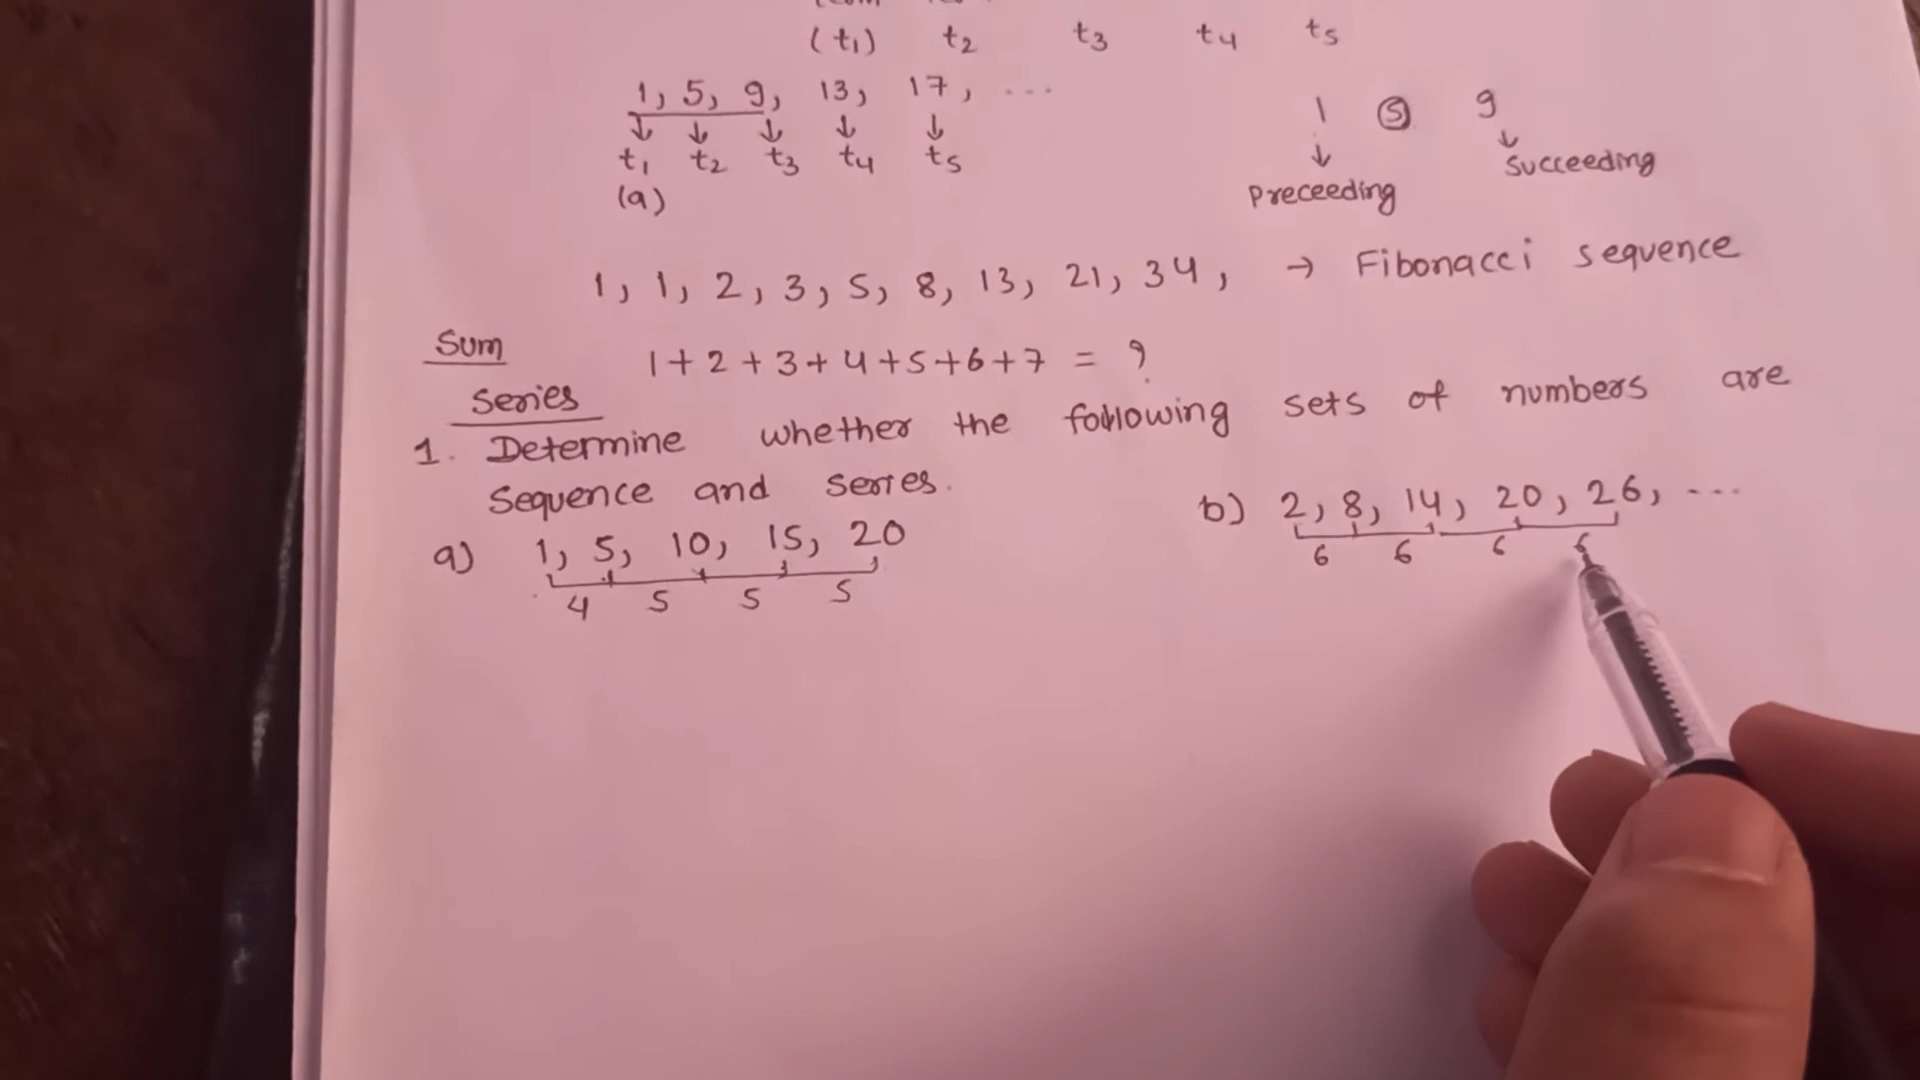 (t1) t2 t3 t4 t5
1, 5, 9, 13, 17, ...
↓ ↓ ↓ ↓ ↓
t1 t2 t3 t4 t5
(a)
1 5 9
↓ ↓
Preceeding Succeeding
1, 1, 2, 3, 5, 8, 13, 21, 34, → Fibonacci sequence
Sum 1+2+3+4+5+6+7 = ?
Series
1. Determine whether the following sets of numbers are
Sequence and series.
a) 1, 5, 10, 15, 20
4 5 5 5
b) 2, 8, 14, 20, 26, ...
6 6 6 6